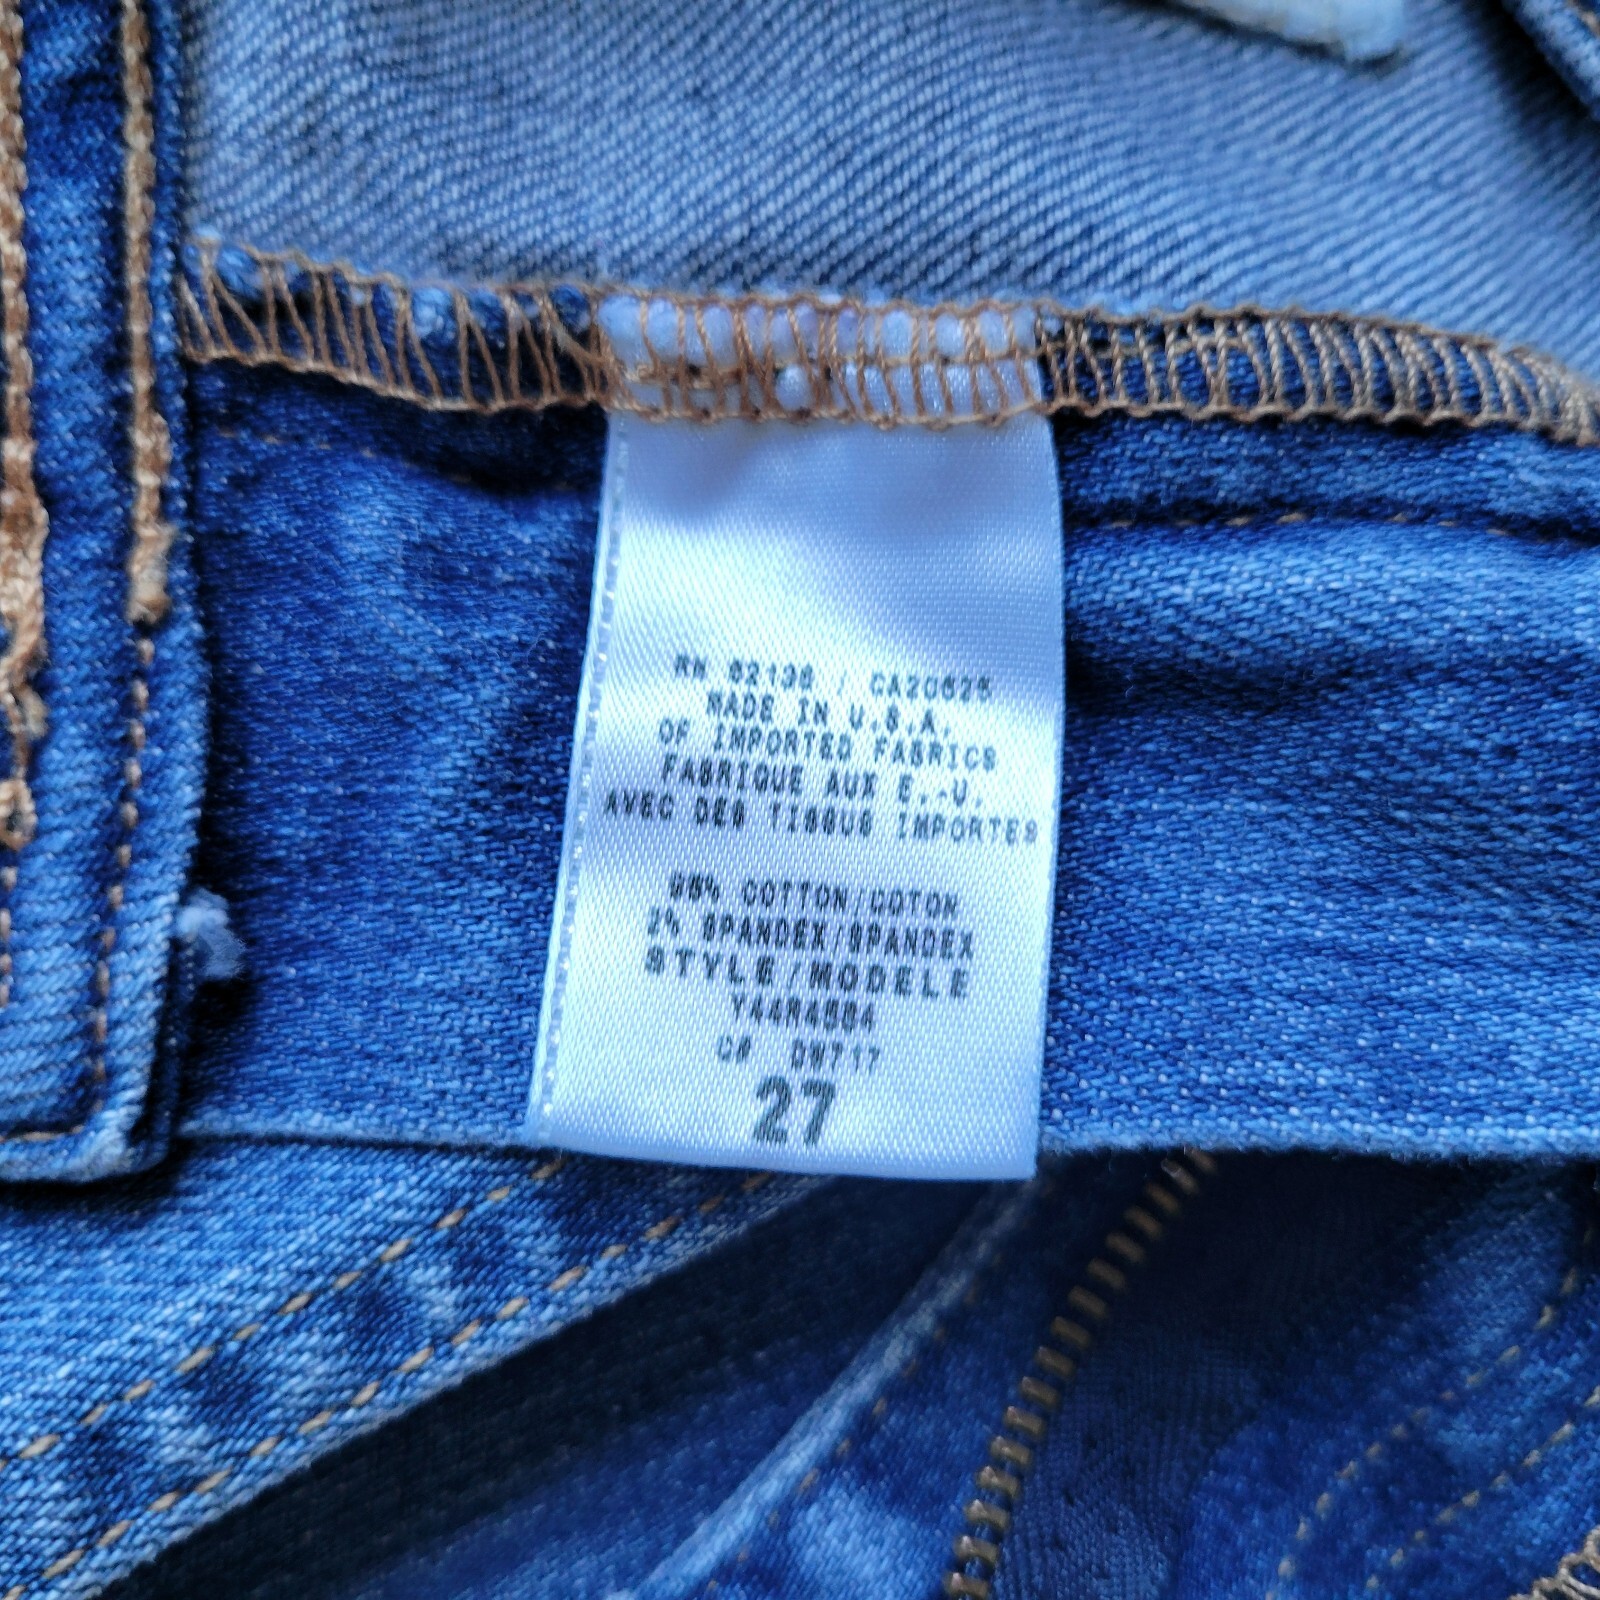 RN 62136 / CA20625
MADE IN U.S.A.
OF IMPORTED FABRICS
FABRIQUE AUX E.-U.
AVEC DES TISSUS IMPORTES
98% COTTON/COTON
2% SPANDEX/SPANDEX
STYLE/MODELE
Y44R4584
C# DW717
27